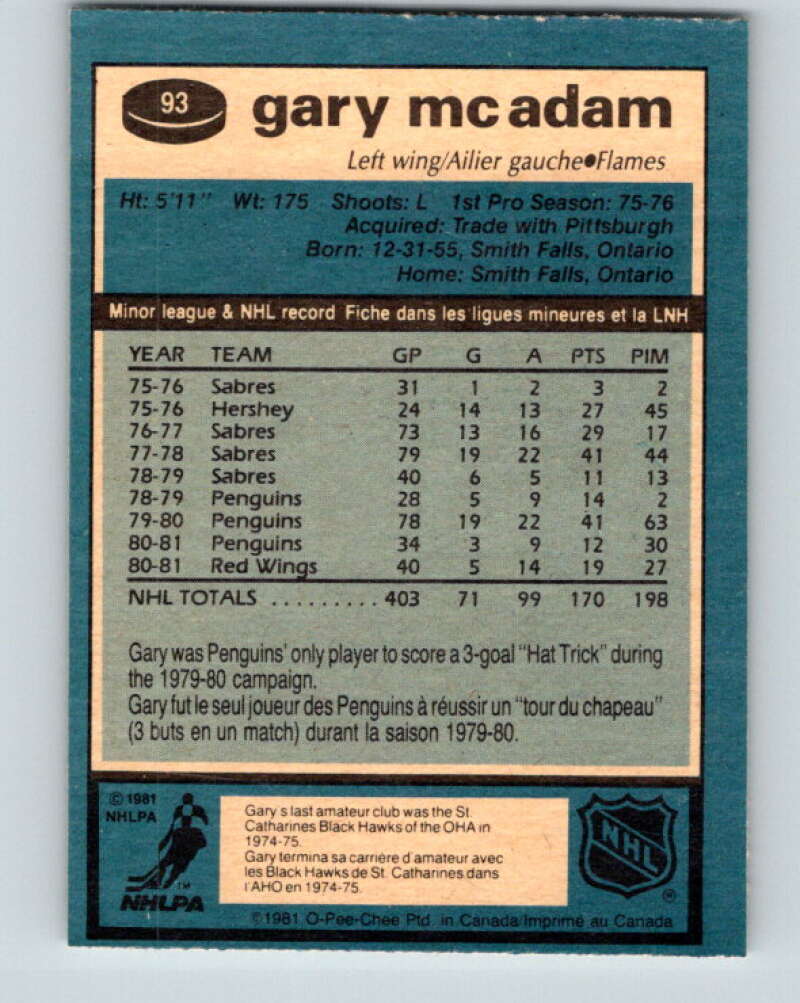 93
gary mc adam
Left wing/Ailier gauche●Flames
Ht: 5'11" Wt: 175 Shoots: L 1st Pro Season: 75-76
Acquired: Trade with Pittsburgh
Born: 12-31-55, Smith Falls, Ontario
Home: Smith Falls, Ontario
Minor league & NHL record Fiche dans les ligues mineures et la LNH
YEAR TEAM GP G A PTS PIM
75-76 Sabres 31 1 2 3 2
75-76 Hershey 24 14 13 27 45
76-77 Sabres 73 13 16 29 17
77-78 Sabres 79 19 22 41 44
78-79 Sabres 40 6 5 11 13
78-79 Penguins 28 5 9 14 2
79-80 Penguins 78 19 22 41 63
80-81 Penguins 34 3 9 12 30
80-81 Red Wings 40 5 14 19 27
NHL TOTALS ......... 403 71 99 170 198
Gary was Penguins' only player to score a 3-goal "Hat Trick" during
the 1979-80 campaign.
Gary fut le seul joueur des Penguins à réussir un "tour du chapeau"
(3 buts en un match) durant la saison 1979-80.
© 1981
NHLPA
TM
NHLPA
Gary s last amateur club was the St.
Catharines Black Hawks of the OHA in
1974-75.
Gary termina sa carrière d'amateur avec
les Black Hawks de St. Catharines dans
l'AHO en 1974-75.
NHL
®
©1981 O-Pee-Chee Ptd. in Canada/Imprimé au Canada